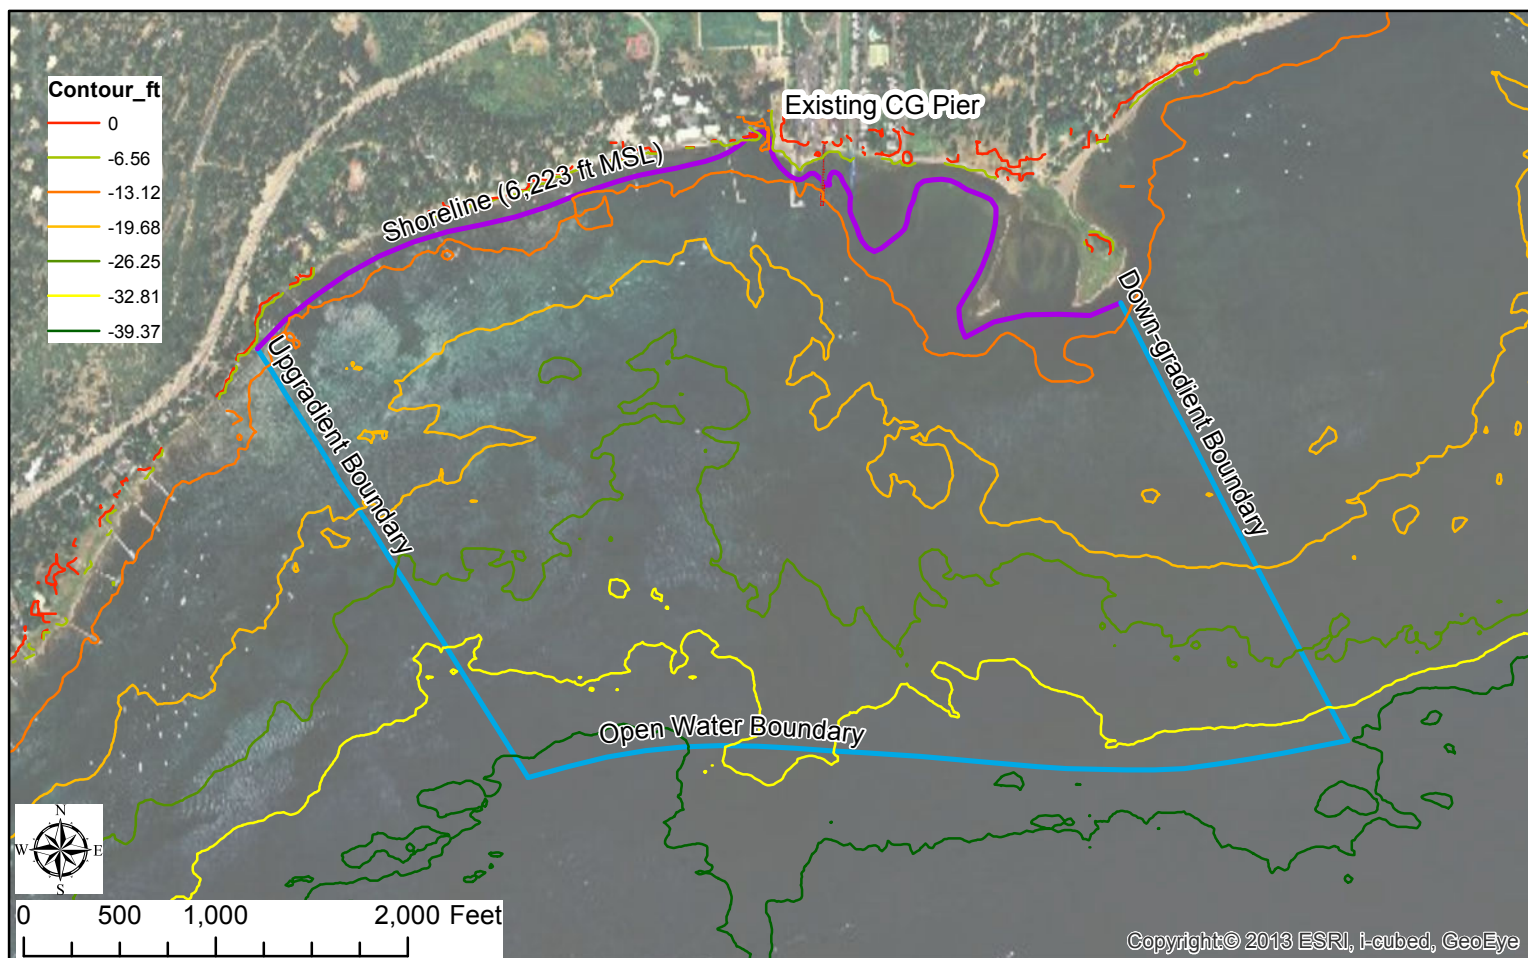 Existing CG Pier
Contour_ft
0
-6.56
-13.12
-19.68
-26.25
-32.81
-39.37
Shoreline (6,223 ft MSL)
Upgradient Boundary
Down-gradient Boundary
Open Water Boundary
N
W E
S
0 500 1,000 2,000 Feet
Copyright:© 2013 ESRI, i-cubed, GeoEye